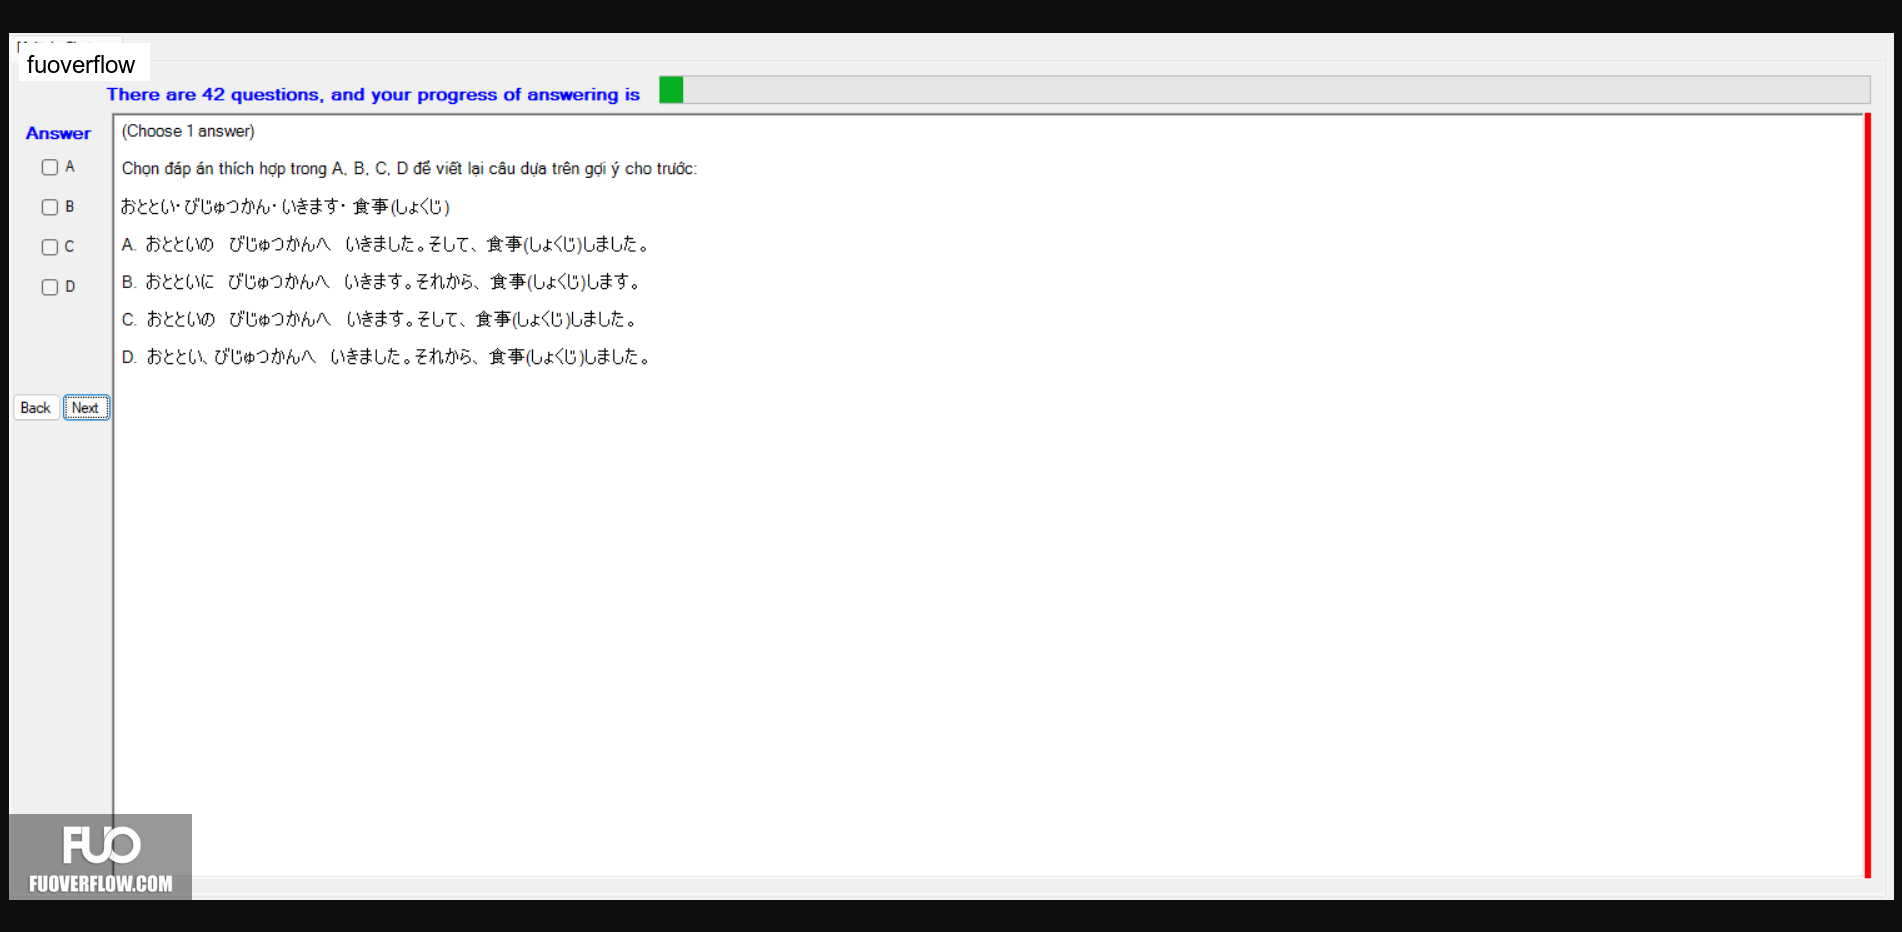 fuoverflow
There are 42 questions, and your progress of answering is
Answer
A
B
C
D
Back Next
(Choose 1 answer)
Chọn đáp án thích hợp trong A, B, C, D để viết lại câu dựa trên gợi ý cho trước:
おととい・びじゅつかん・いきます・ 食事(しょくじ)
A. おとといの　びじゅつかんへ　いきました。そして、 食事(しょくじ)しました。
B. おとといに　びじゅつかんへ　いきます。それから、 食事(しょくじ)します。
C. おとといの　びじゅつかんへ　いきます。そして、 食事(しょくじ)しました。
D. おととい、びじゅつかんへ　いきました。それから、 食事(しょくじ)しました。
FUO
FUOVERFLOW.COM